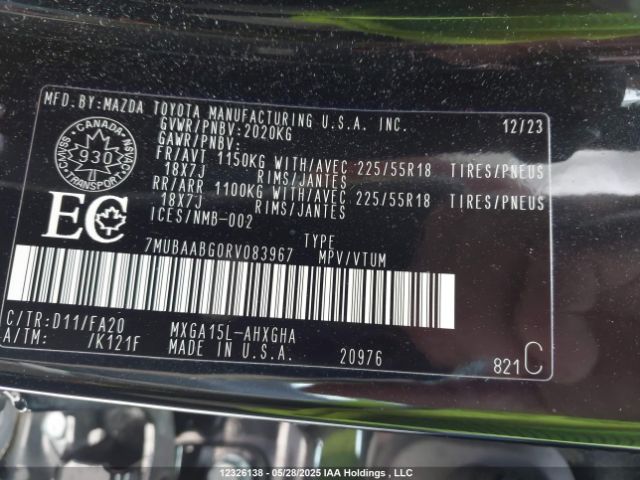 MFD.BY:MAZDA TOYOTA MANUFACTURING U.S.A. INC.
GVWR/PNBV:2020KG 12/23
GAWR/PNBV:
FR/AVT 1150KG WITH/AVEC 225/55R18 TIRES/PNEUS
18X7J RIMS/JANTES
RR/ARR 1100KG WITH/AVEC 225/55R18 TIRES/PNEUS
18X7J RIMS/JANTES
ICES/NMB-002
CANADA
CMVSS
NSVAC
930
TRANSPORT
EC
TYPE
7MUBAABG0RV083967 MPV/VTUM
C/TR:D11/FA20 MXGA15L-AHXGHA
A/TM: /K121F MADE IN U.S.A. 20976
821C
12326138 - 05/28/2025 IAA Holdings , LLC